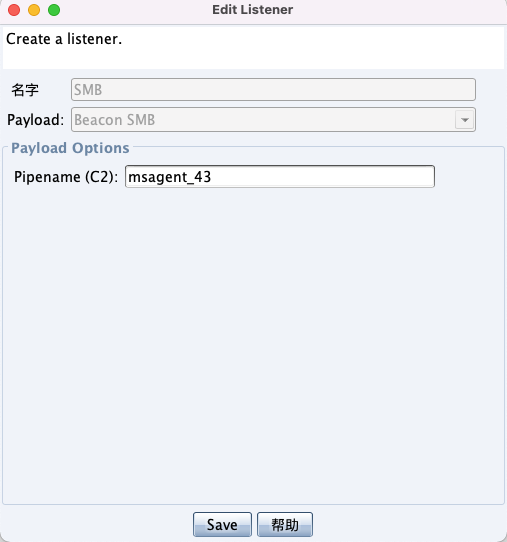 Edit Listener
Create a listener.
名字 SMB
Payload: Beacon SMB
Payload Options
Pipename (C2): msagent_43
Save 帮助